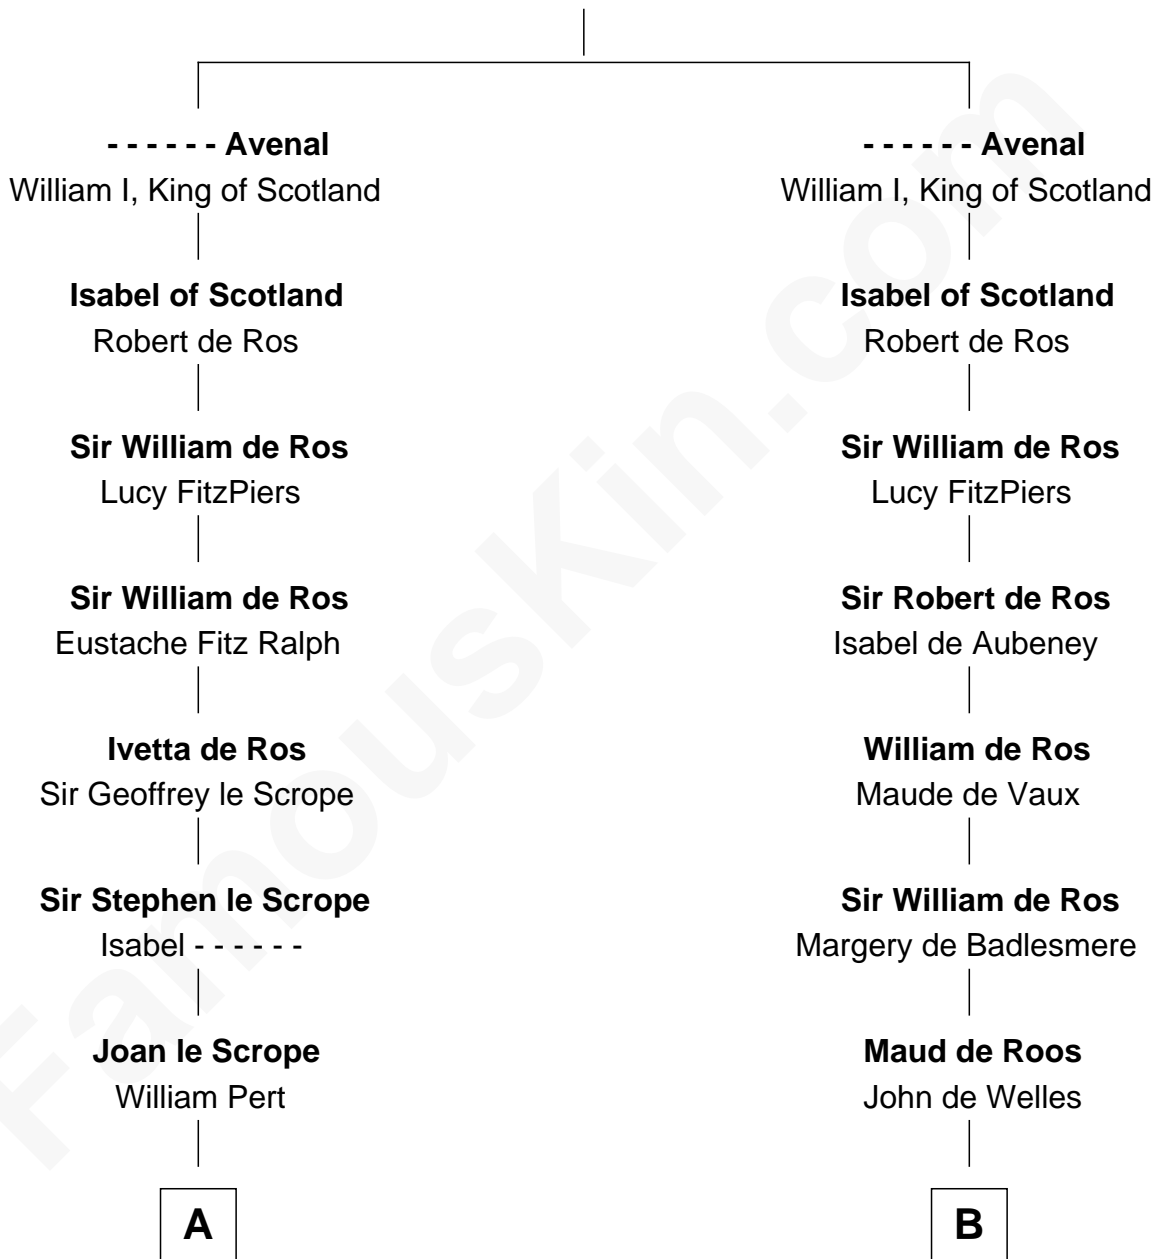 - - - - - - Avenal
William I, King of Scotland
Isabel of Scotland
Robert de Ros
Sir William de Ros
Lucy FitzPiers
Sir William de Ros
Eustache Fitz Ralph
Ivetta de Ros
Sir Geoffrey le Scrope
Sir Stephen le Scrope
Isabel - - - - - -
Joan le Scrope
William Pert
A
- - - - - - Avenal
William I, King of Scotland
Isabel of Scotland
Robert de Ros
Sir William de Ros
Lucy FitzPiers
Sir Robert de Ros
Isabel de Aubeney
William de Ros
Maude de Vaux
Sir William de Ros
Margery de Badlesmere
Maud de Roos
John de Welles
B
FamousKin.com